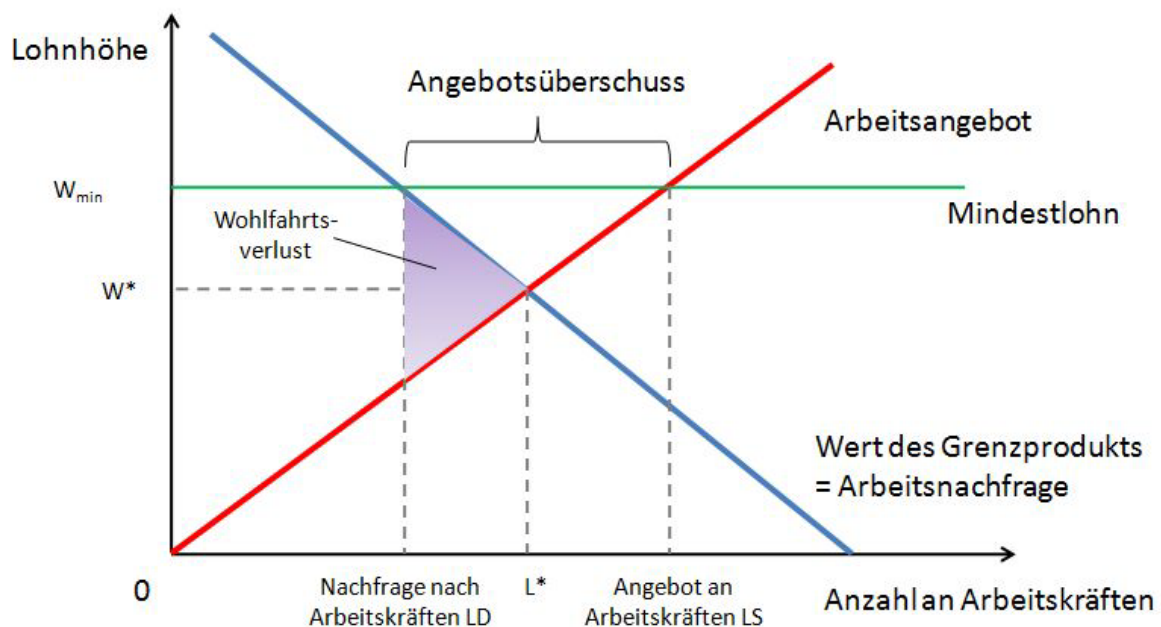 Lohnhöhe
Angebotsüberschuss
Arbeitsangebot
Wmin
Mindestlohn
Wohlfahrts-
verlust
W*
Wert des Grenzprodukts
= Arbeitsnachfrage
0
Nachfrage nach
Arbeitskräften LD
L*
Angebot an
Arbeitskräften LS
Anzahl an Arbeitskräften